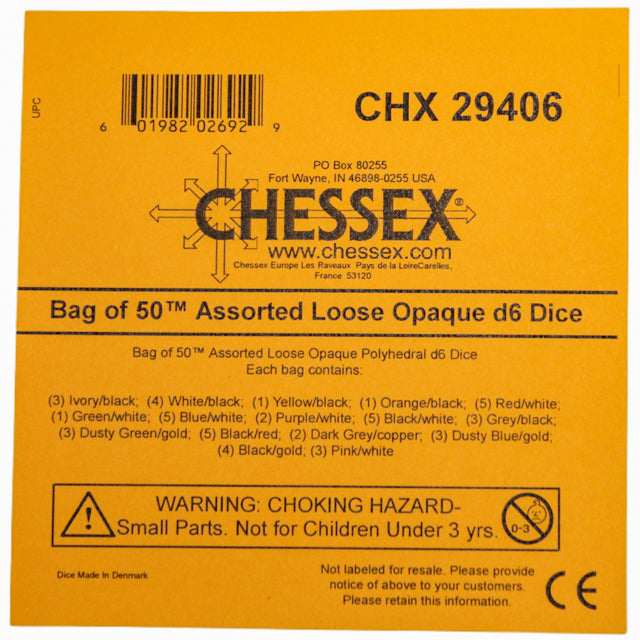 UPC
6 01982 02692 9
CHX 29406
PO Box 80255
Fort Wayne, IN 46898-0255 USA
CHESSEX®
www.chessex.com
Chessex Europe Les Raveaux Pays de la LoireCarelles,
France 53120
Bag of 50™ Assorted Loose Opaque d6 Dice
Bag of 50™ Assorted Loose Opaque Polyhedral d6 Dice
Each bag contains:
(3) Ivory/black; (4) White/black; (1) Yellow/black; (1) Orange/black; (5) Red/white;
(1) Green/white; (5) Blue/white; (2) Purple/white; (5) Black/white; (3) Grey/black;
(3) Dusty Green/gold; (5) Black/red; (2) Dark Grey/copper; (3) Dusty Blue/gold;
(4) Black/gold; (3) Pink/white
WARNING: CHOKING HAZARD-
Small Parts. Not for Children Under 3 yrs.
0-3
Dice Made In Denmark
Not labeled for resale. Please provide
notice of above to your customers.
Please retain this information.
CE